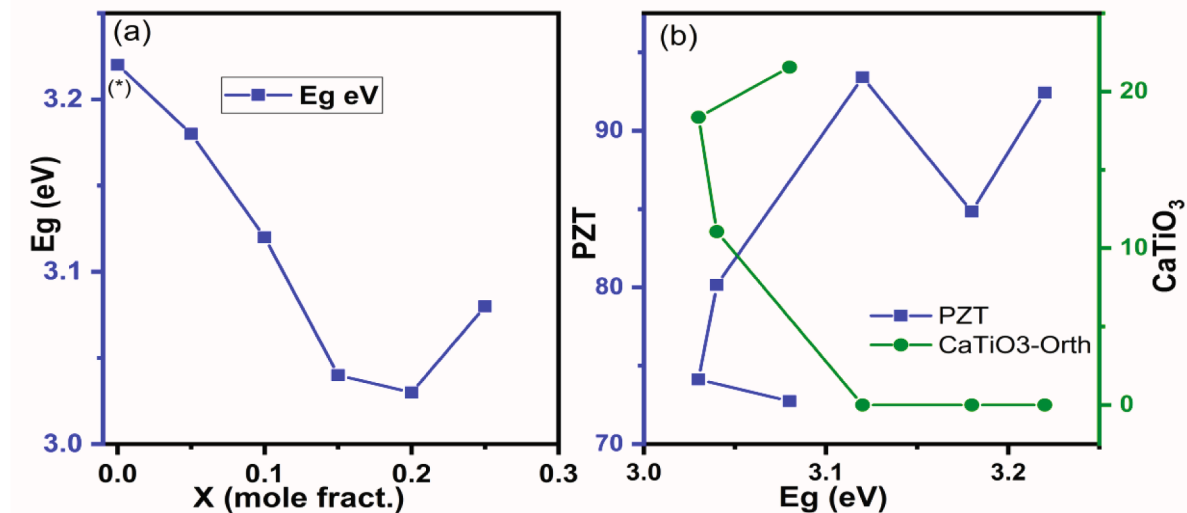 (a)
(*)
Eg eV
Eg (eV)
3.2
3.1
3.0
0.0 0.1 0.2 0.3
X (mole fract.)
(b)
PZT
90
80
70
PZT
CaTiO3-Orth
20
10
0
CaTiO₃
3.0 3.1 3.2
Eg (eV)